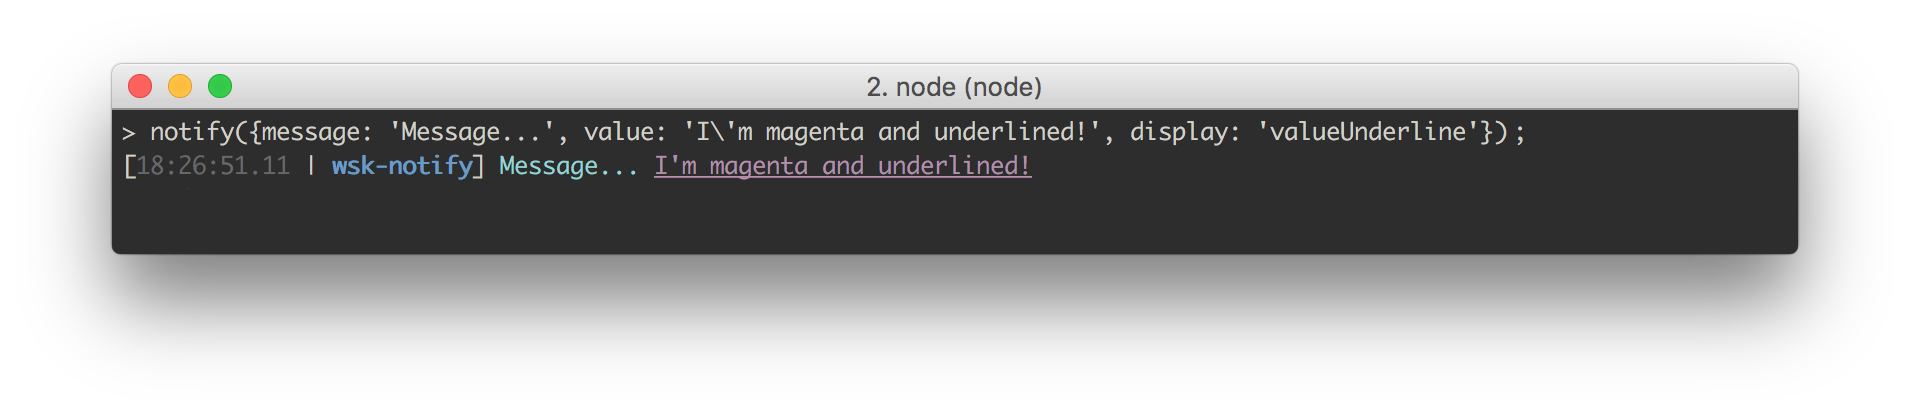 2. node (node)
> notify({message: 'Message...', value: 'I\'m magenta and underlined!', display: 'valueUnderline'});
[18:26:51.11 | wsk-notify] Message... I'm magenta and underlined!